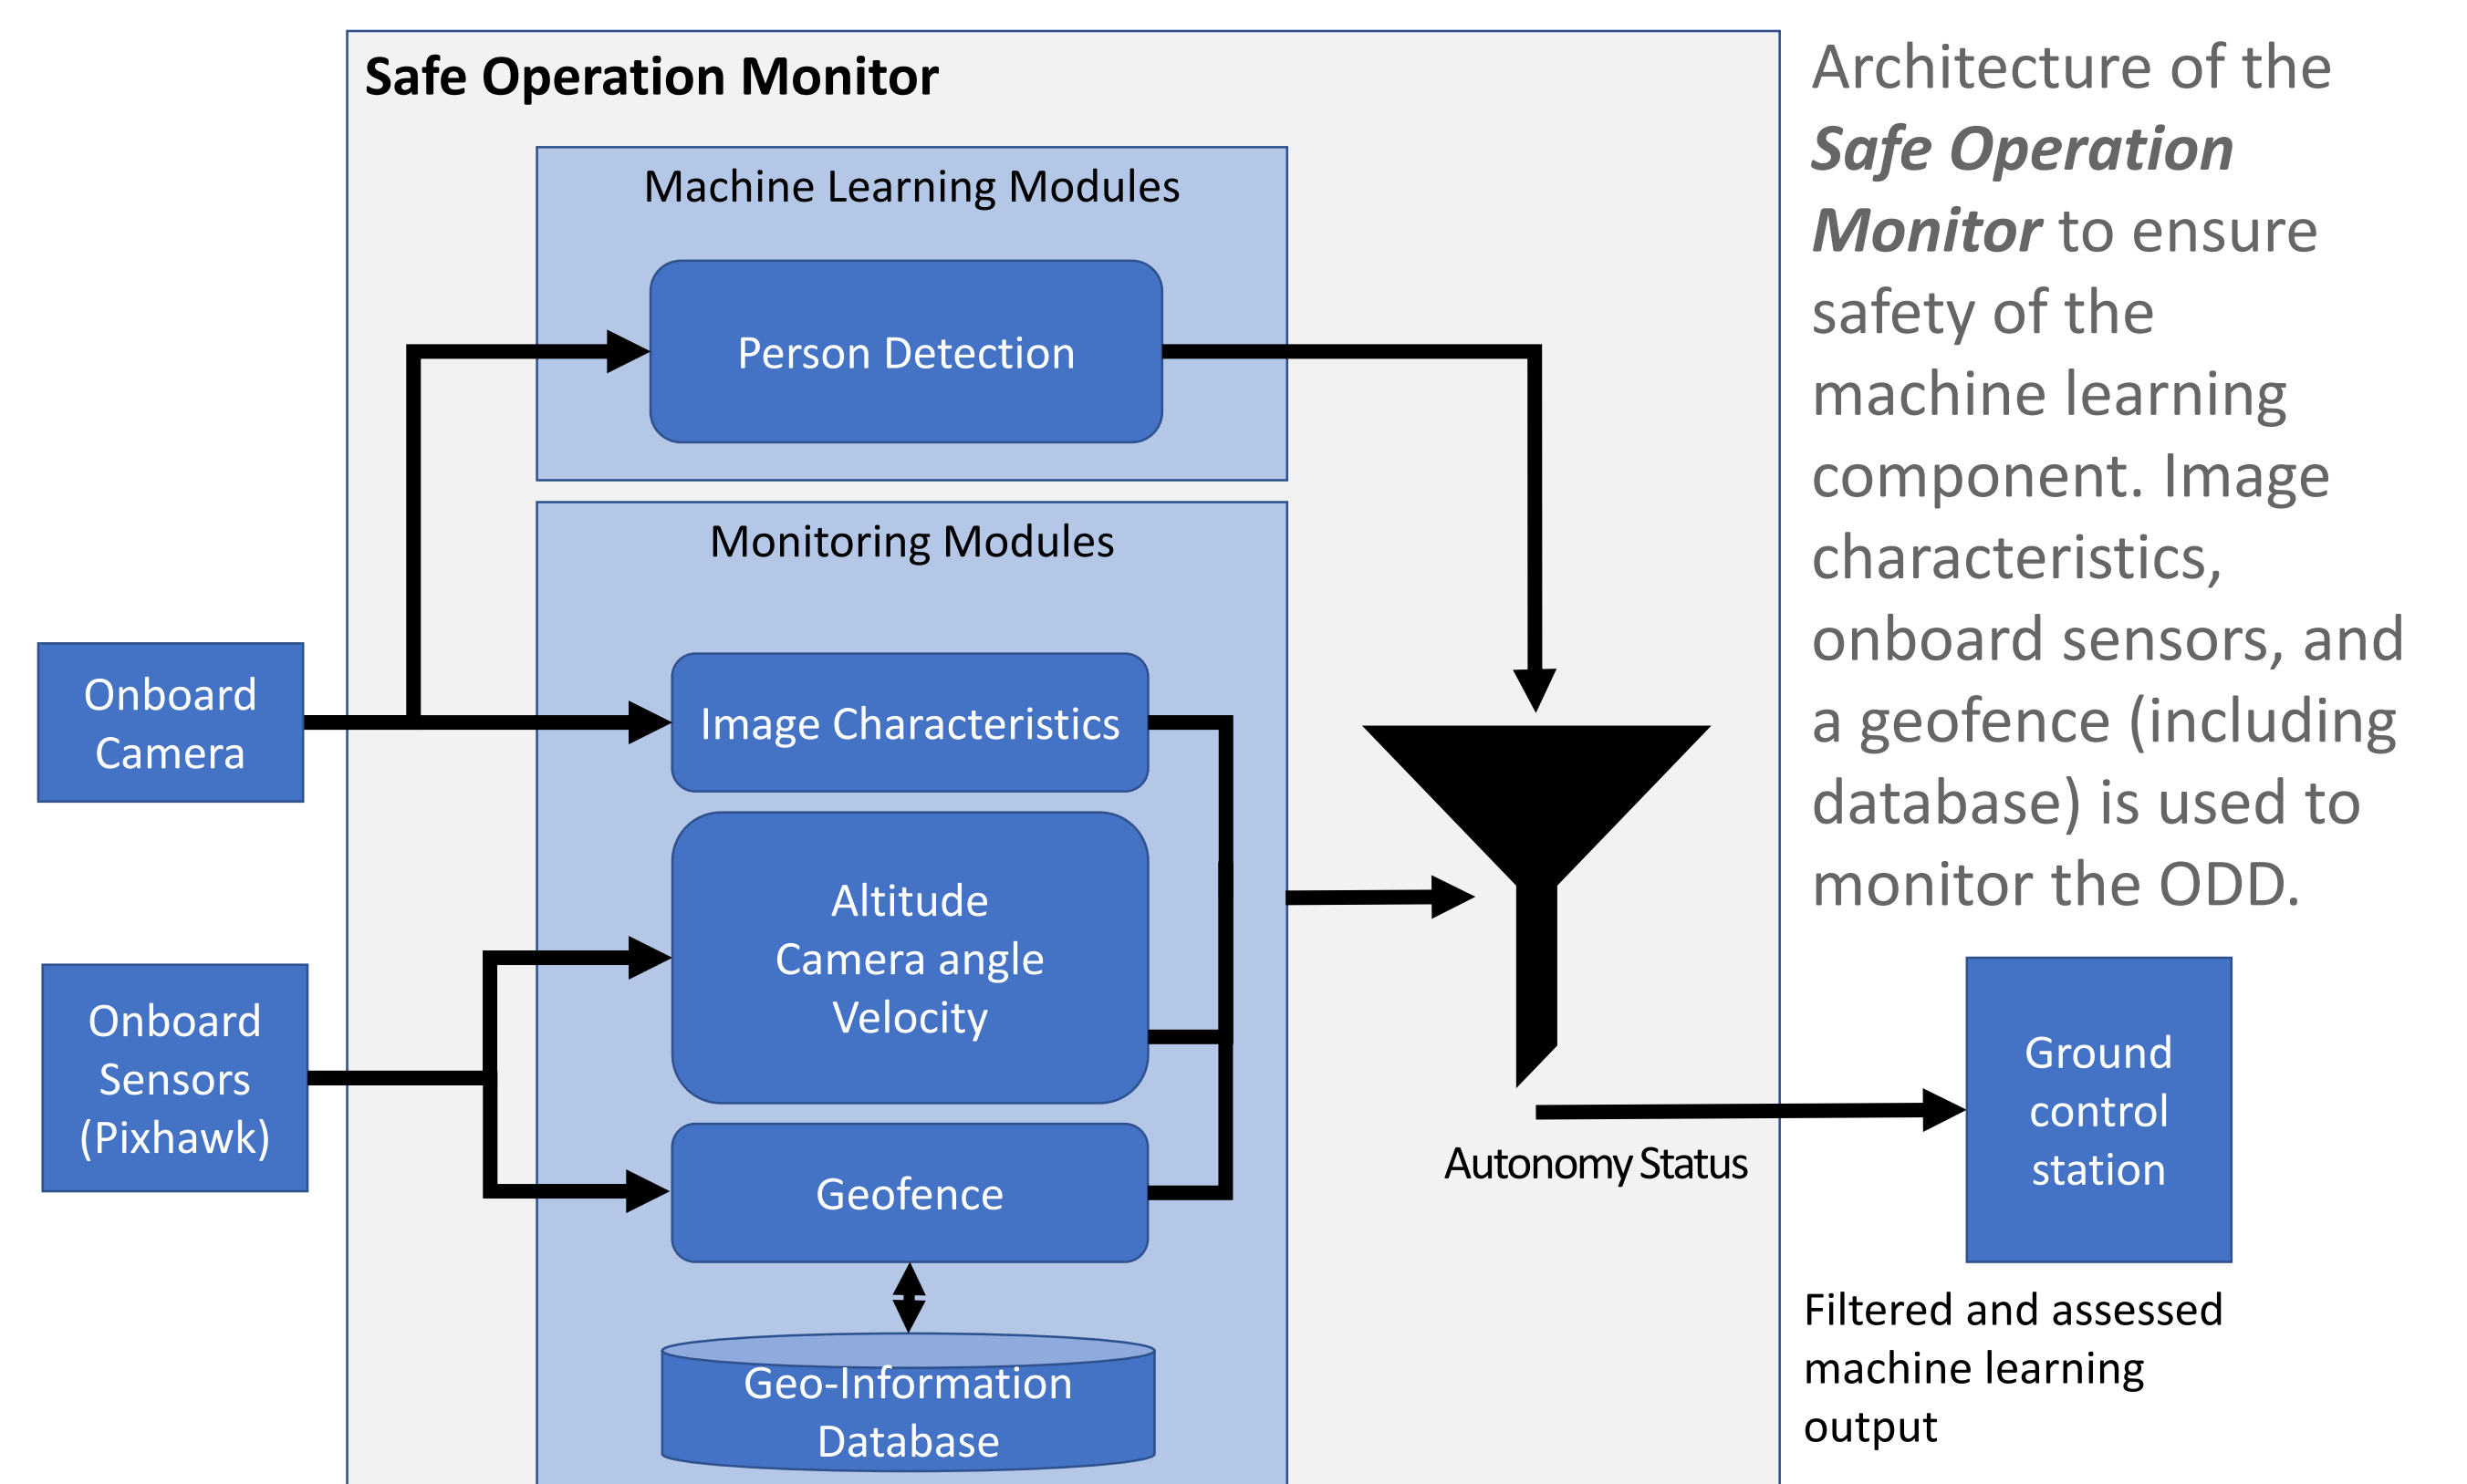 Safe Operation Monitor
Machine Learning Modules
Person Detection
Monitoring Modules
Onboard
Camera
Image Characteristics
Altitude
Camera angle
Velocity
Onboard
Sensors
(Pixhawk)
Geofence
Geo-Information
Database
Autonomy Status
Architecture of the
Safe Operation
Monitor to ensure
safety of the
machine learning
component. Image
characteristics,
onboard sensors, and
a geofence (including
database) is used to
monitor the ODD.
Ground
control
station
Filtered and assessed
machine learning
output